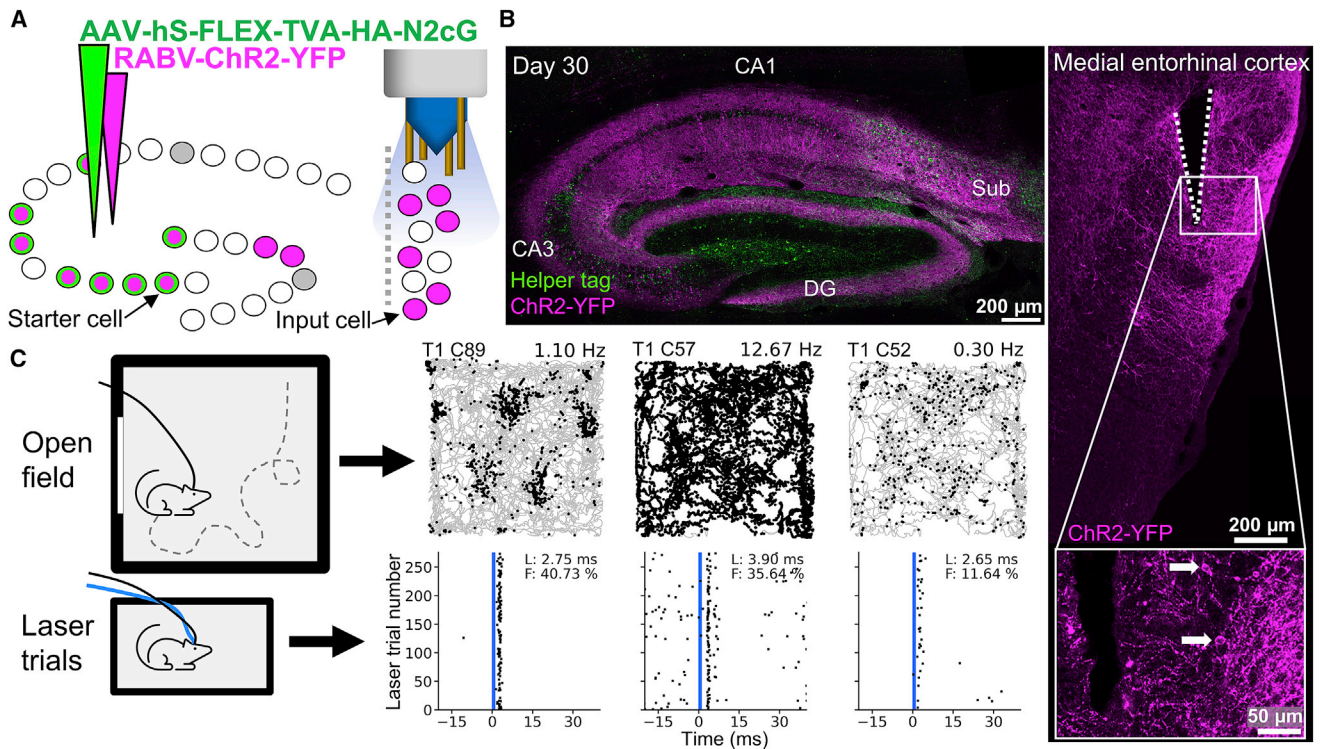 A
AAV-hS-FLEX-TVA-HA-N2cG
RABV-ChR2-YFP
Starter cell
Input cell
B
Day 30
CA1
CA3
Sub
DG
Helper tag
ChR2-YFP
200 µm
Medial entorhinal cortex
ChR2-YFP
200 µm
50 µm
C
Open
field
Laser
trials
T1 C89 1.10 Hz
T1 C57 12.67 Hz
T1 C52 0.30 Hz
L: 2.75 ms
F: 40.73 %
L: 3.90 ms
F: 35.64 %
L: 2.65 ms
F: 11.64 %
Laser trial number
250
200
150
100
50
0
−15 0 15 30
−15 0 15 30
−15 0 15 30
Time (ms)